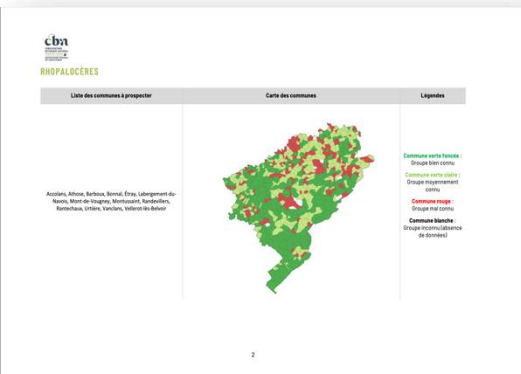 cbn
RHOPALOCÈRES
Liste des communes à prospecter
Carte des communes
Légendes
Accolans, Athose, Barboux, Bonnal, Étray, Labergement-du-
Navois, Mont-de-Vougney, Montussaint, Randevillers,
Rantechaux, Urtière, Vanclans, Vellerot-lès-Belvoir
Commune verte foncée :
Groupe bien connu
Commune verte claire :
Groupe moyennement
connu
Commune rouge :
Groupe mal connu
Commune blanche :
Groupe inconnu (absence
de données)
2